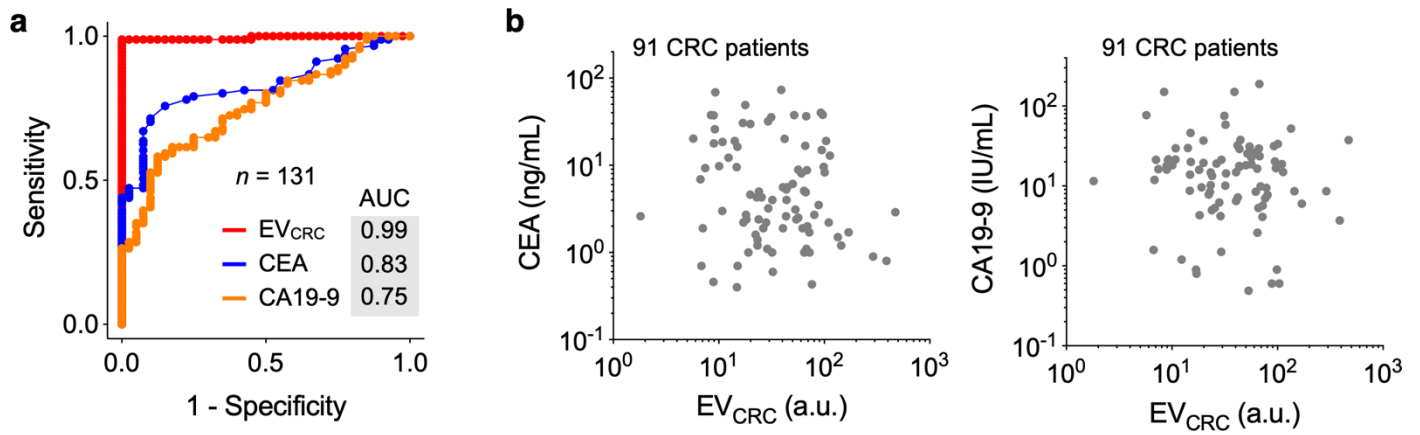 a
1.0
0.5
0.0
Sensitivity
n = 131
AUC
EVCRC 0.99
CEA 0.83
CA19-9 0.75
0.0 0.5 1.0
1 - Specificity
b
91 CRC patients
10² 
10¹
10⁰
10⁻¹
CEA (ng/mL)
10⁰ 10¹ 10² 10³
EVCRC (a.u.)
91 CRC patients
10²
10¹
10⁰
10⁻¹
CA19-9 (IU/mL)
10⁰ 10¹ 10² 10³
EVCRC (a.u.)